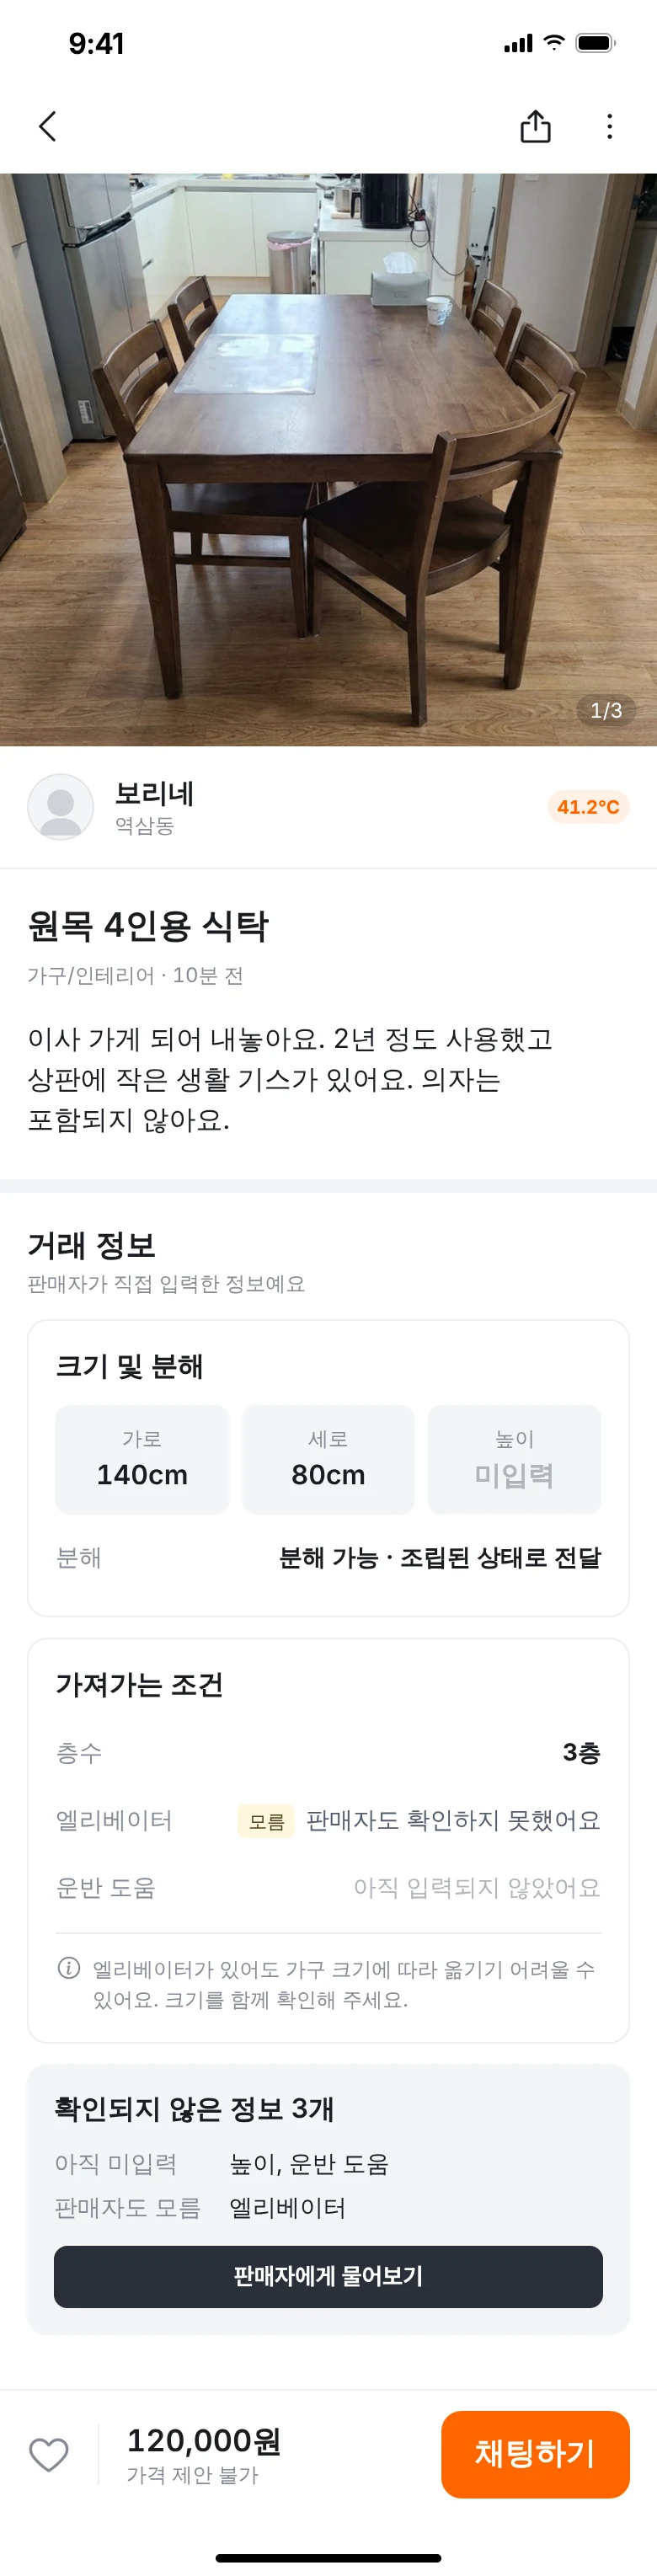 9:41
1/3
보리네
역삼동
41.2°C
원목 4인용 식탁
가구/인테리어 · 10분 전
이사 가게 되어 내놓아요. 2년 정도 사용했고
상판에 작은 생활 기스가 있어요. 의자는
포함되지 않아요.
거래 정보
판매자가 직접 입력한 정보예요
크기 및 분해
가로 세로 높이
140cm 80cm 미입력
분해 분해 가능 · 조립된 상태로 전달
가져가는 조건
층수 3층
엘리베이터 모름 판매자도 확인하지 못했어요
운반 도움 아직 입력되지 않았어요
엘리베이터가 있어도 가구 크기에 따라 옮기기 어려울 수
있어요. 크기를 함께 확인해 주세요.
확인되지 않은 정보 3개
아직 미입력 높이, 운반 도움
판매자도 모름 엘리베이터
판매자에게 물어보기
120,000원
가격 제안 불가
채팅하기